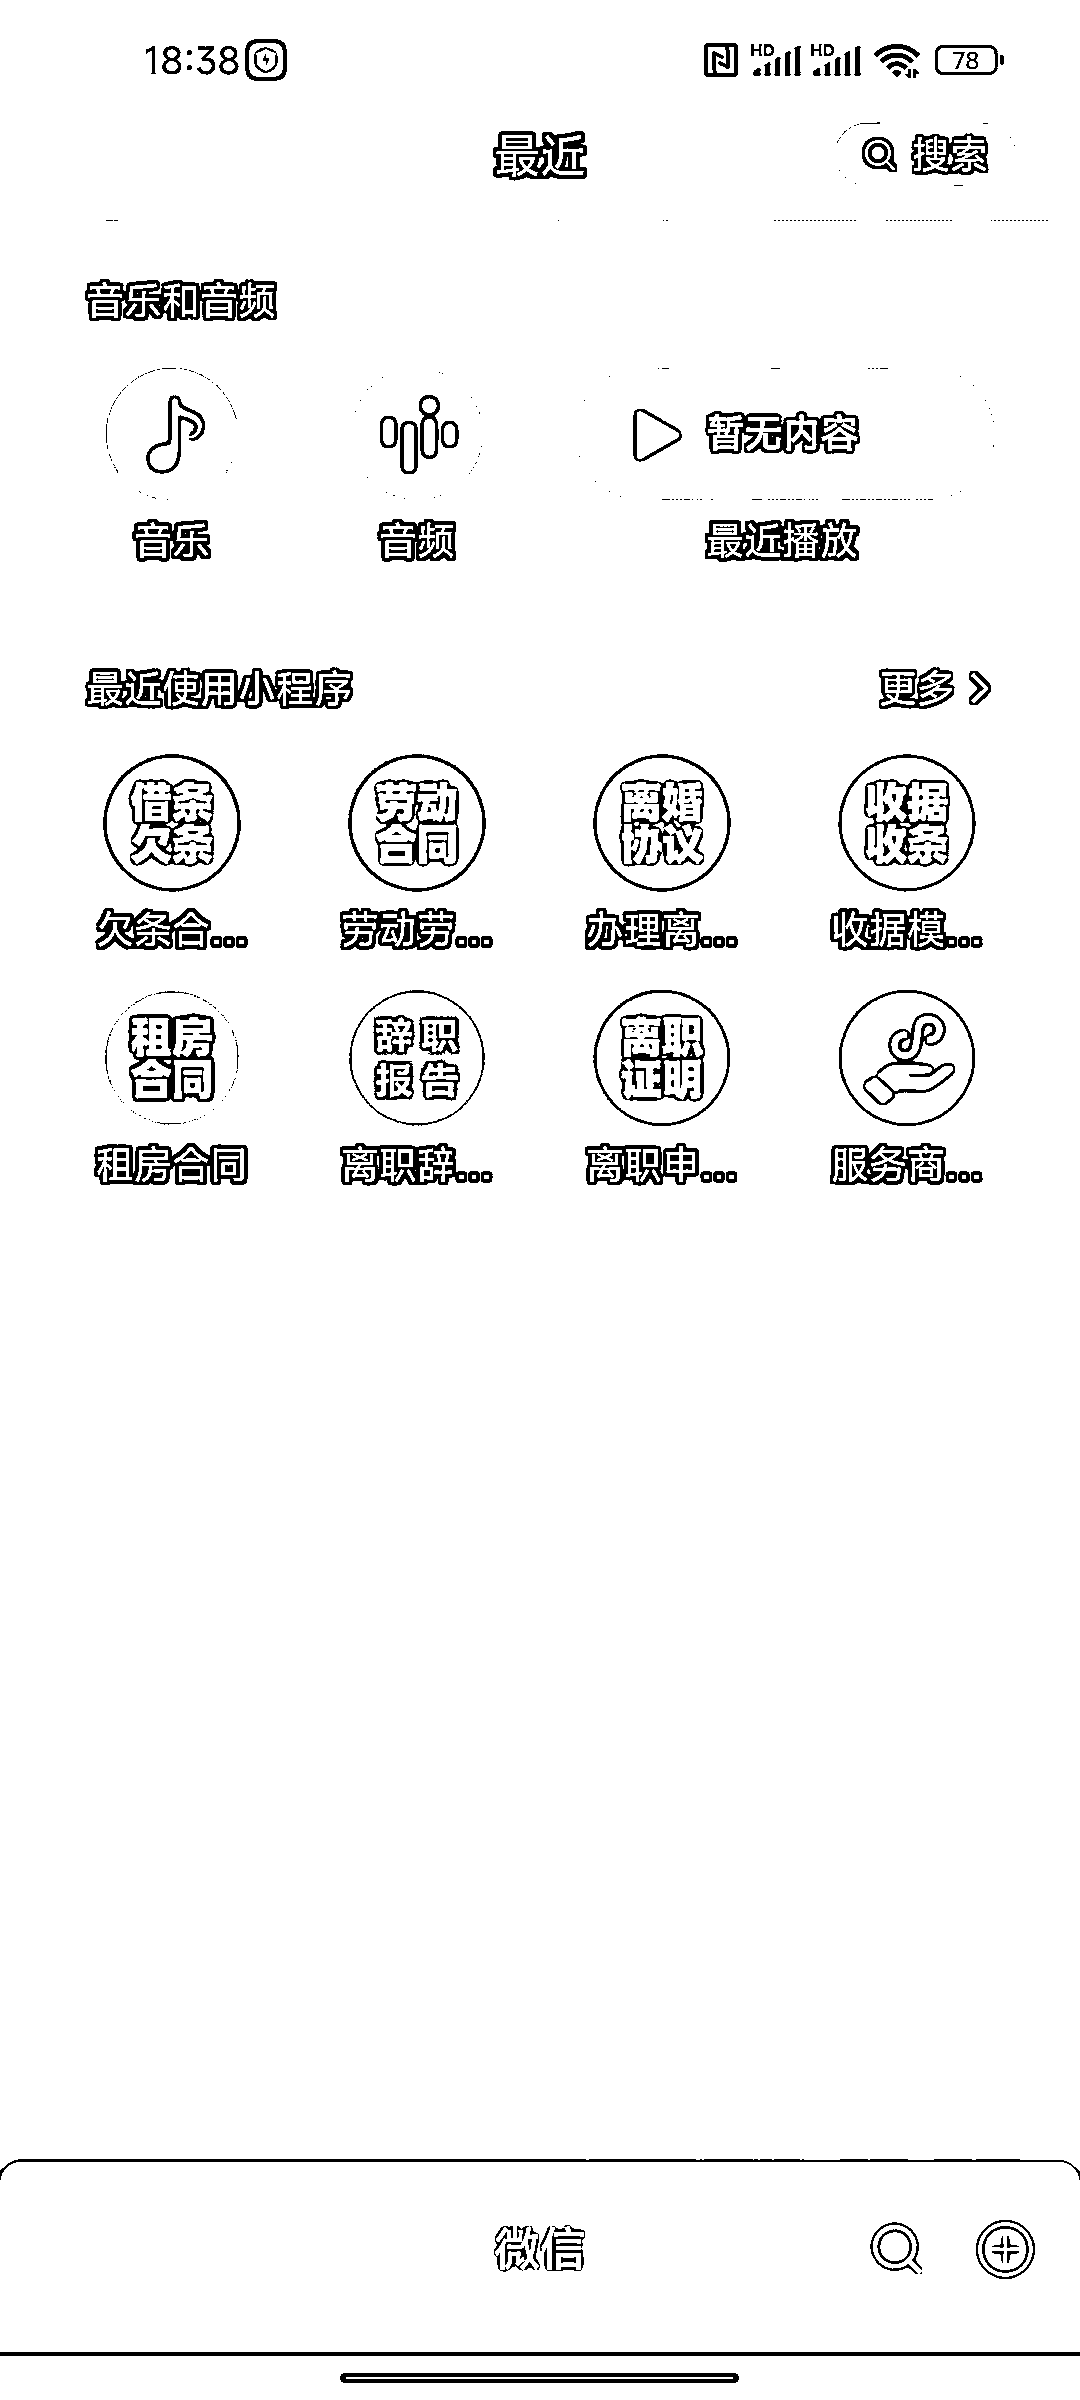 18:38 HD HD 78
最近 搜索
音乐和音频
暂无内容
音乐 音频 最近播放
最近使用小程序 更多
借条 劳动 离婚 收据
欠条 合同 协议 收条
欠条合... 劳动劳... 办理离... 收据模...
租房 辞职 离职
合同 报告 证明
租房合同 离职辞... 离职申... 服务商...
微信